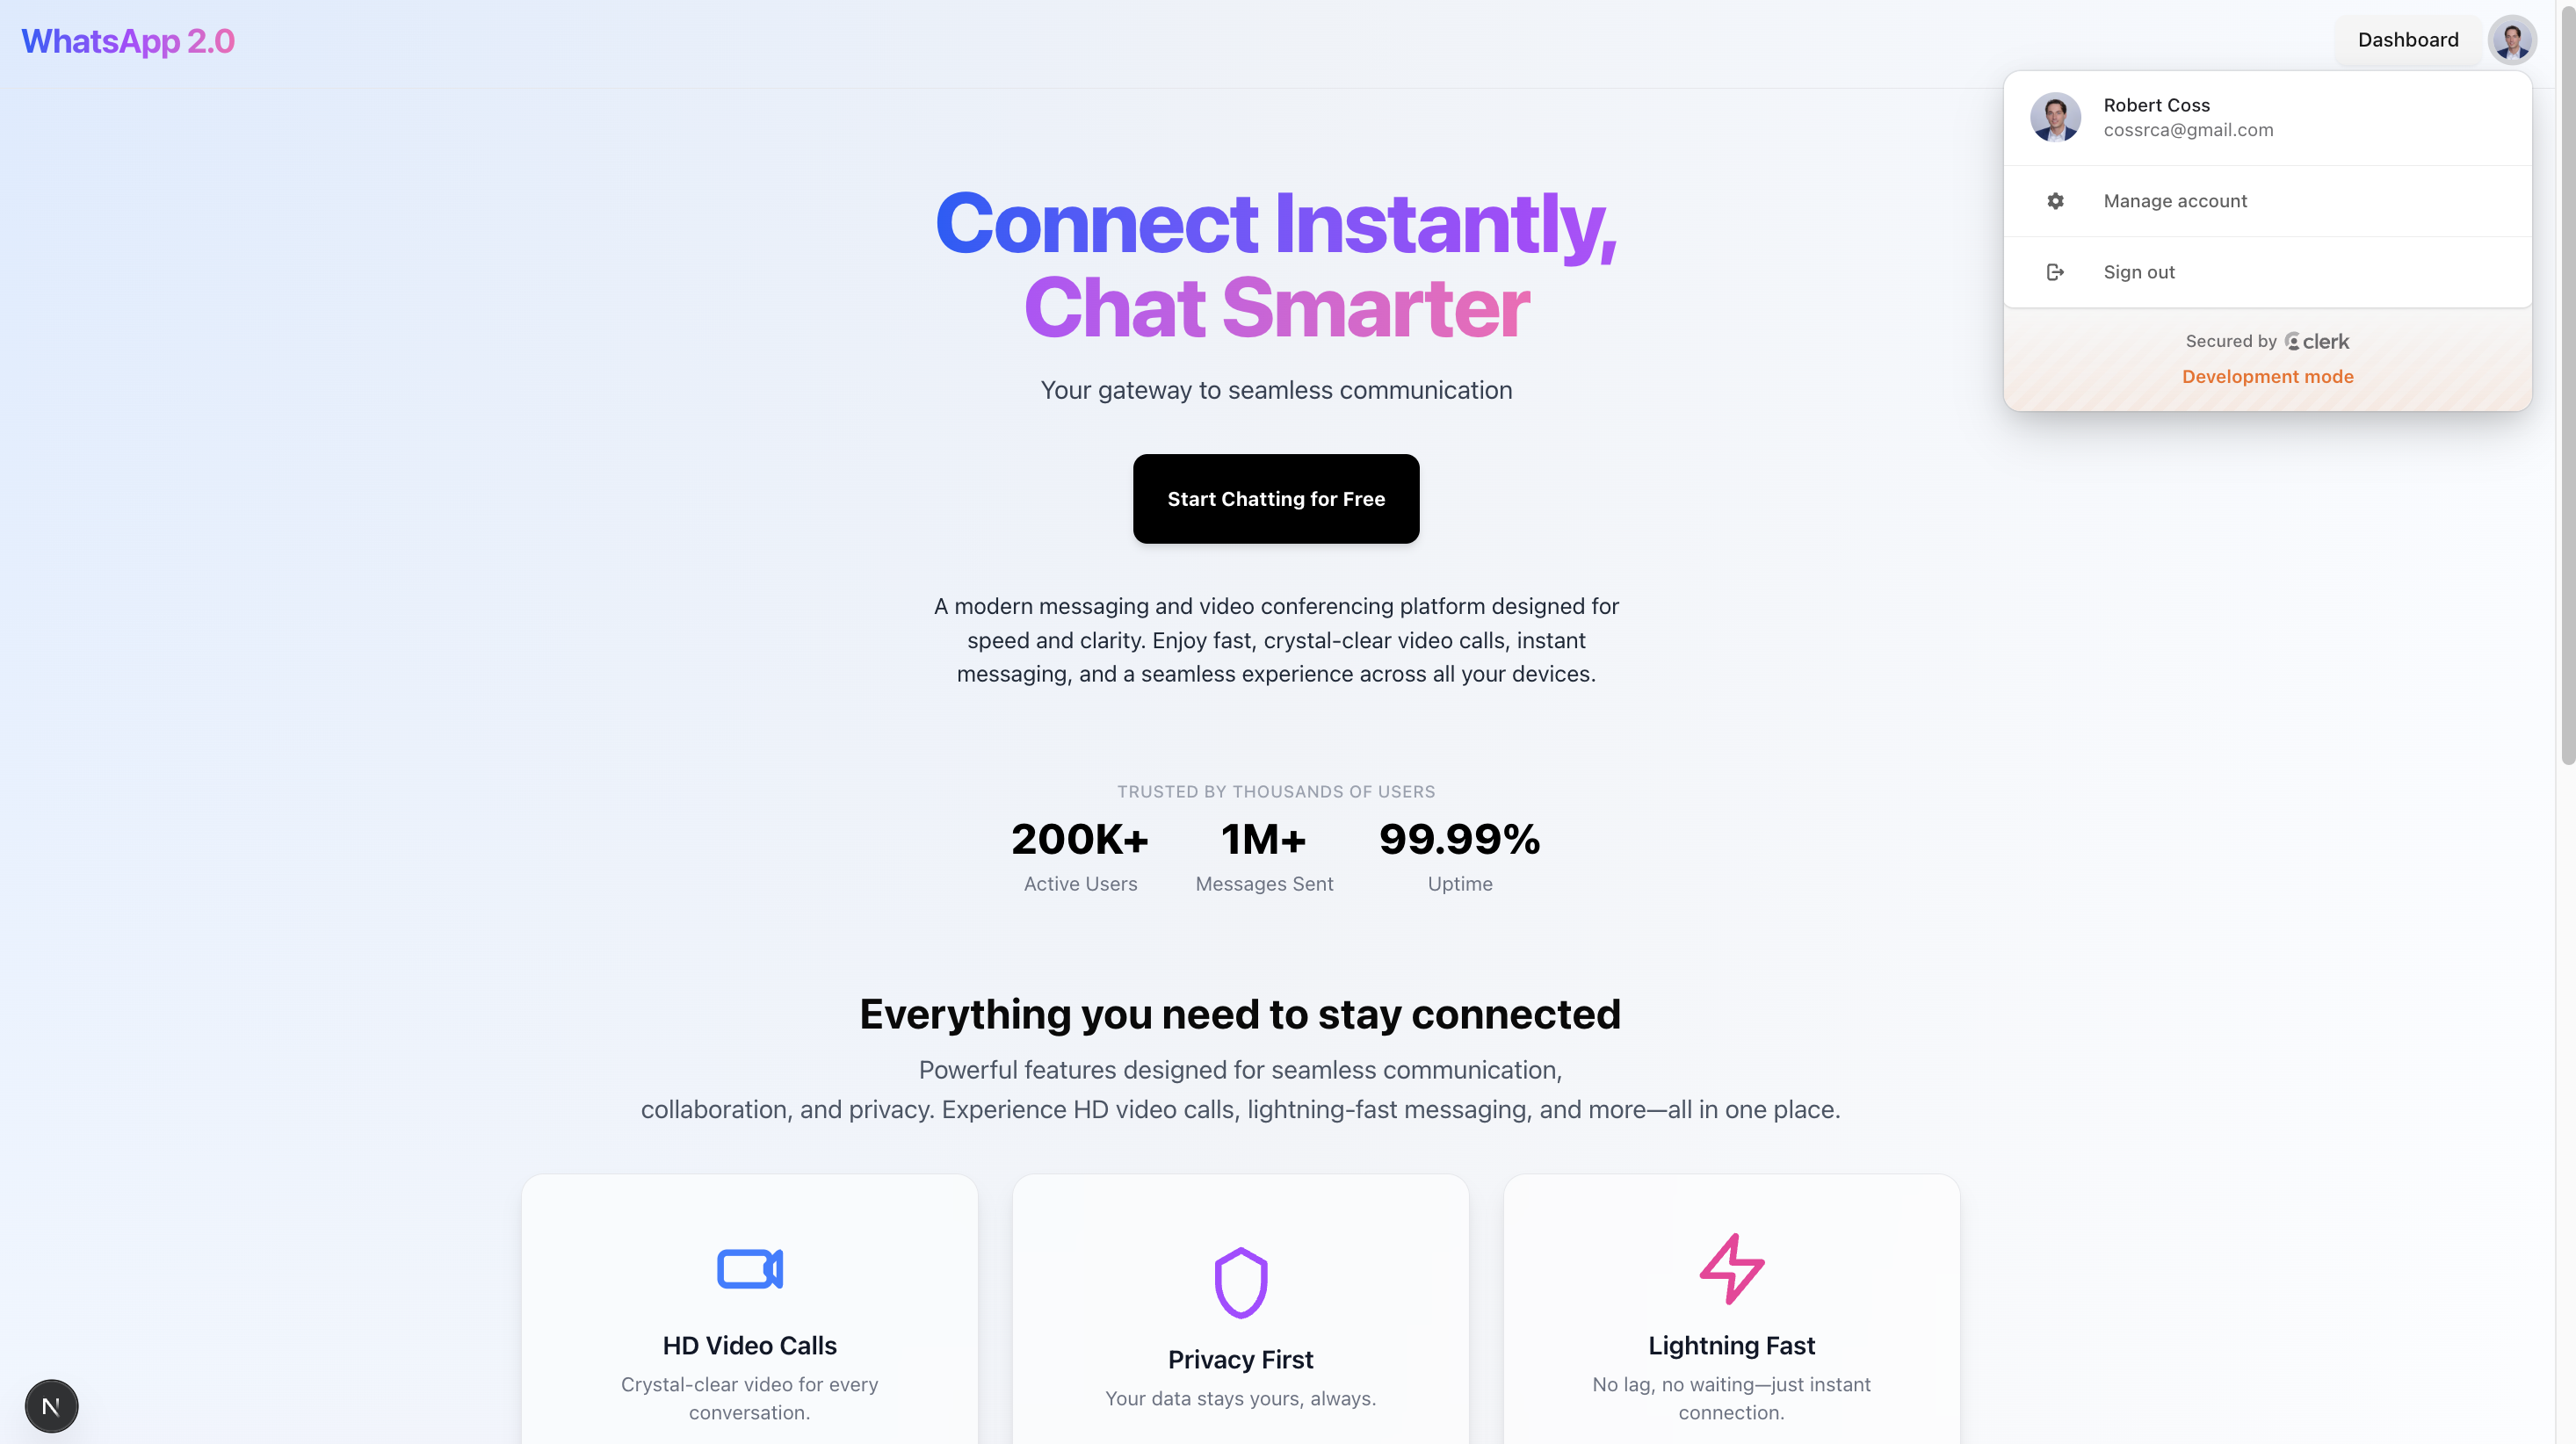 WhatsApp 2.0
Dashboard
Robert Coss
cossrca@gmail.com
Manage account
Sign out
Secured by clerk
Development mode
Connect Instantly,
Chat Smarter
Your gateway to seamless communication
Start Chatting for Free
A modern messaging and video conferencing platform designed for
speed and clarity. Enjoy fast, crystal-clear video calls, instant
messaging, and a seamless experience across all your devices.
TRUSTED BY THOUSANDS OF USERS
200K+ 1M+ 99.99%
Active Users Messages Sent Uptime
Everything you need to stay connected
Powerful features designed for seamless communication,
collaboration, and privacy. Experience HD video calls, lightning-fast messaging, and more—all in one place.
HD Video Calls
Crystal-clear video for every
conversation.
Privacy First
Your data stays yours, always.
Lightning Fast
No lag, no waiting—just instant
connection.
N